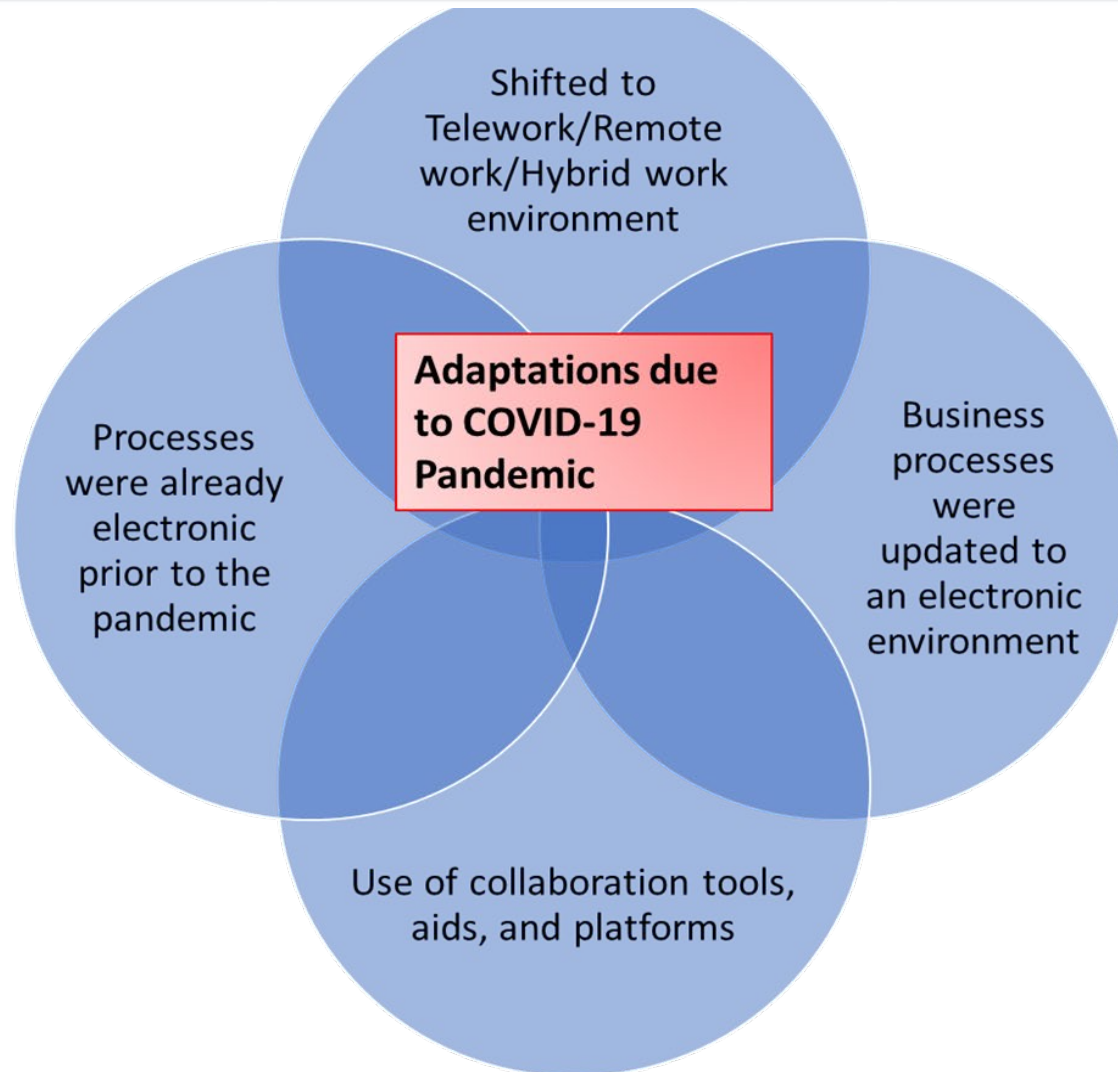 Shifted to
Telework/Remote
work/Hybrid work
environment
Adaptations due
to COVID-19
Pandemic
Processes
were already
electronic
prior to the
pandemic
Business
processes
were
updated to
an electronic
environment
Use of collaboration tools,
aids, and platforms